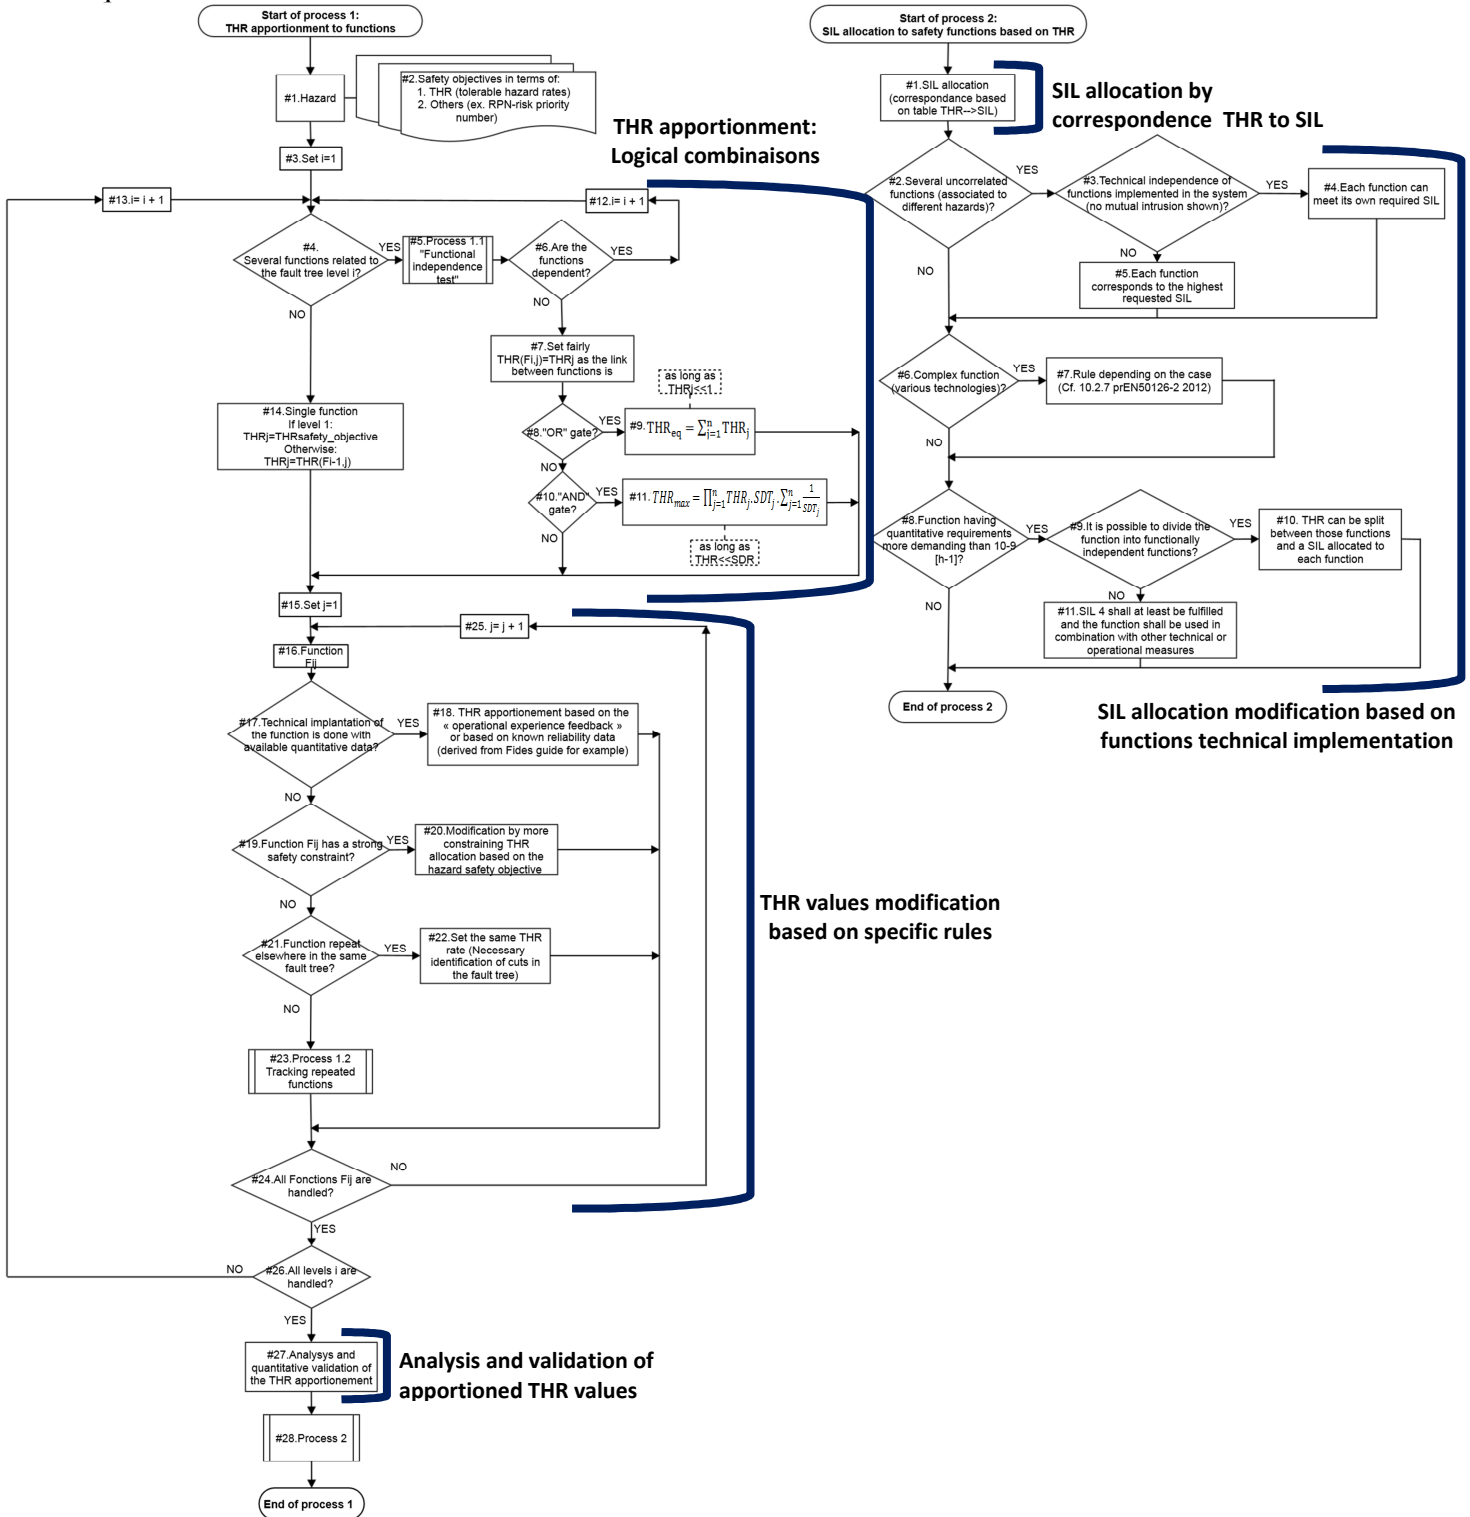 Start of process 1:
THR apportionment to functions
#1.Hazard
#2.Safety objectives in terms of:
1. THR (tolerable hazard rates)
2. Others (ex. RPN-risk priority
number)
#3.Set i=1
THR apportionment:
Logical combinaisons
#13.i= i + 1
#12.i= i + 1
#4.
Several functions related to
the fault tree level i?
YES
#5.Process 1.1
"Functional
independence
test"
#6.Are the
functions
dependent?
YES
NO
NO
#7.Set fairly
THR(Fi,j)=THRj as the link
between functions is
as long as
THRj<<1
#8."OR" gate?
YES
#9. THR_eq = ∑_{j=1}^{n} THR_j
NO
#10."AND"
gate?
YES
#11. THR_max = ∏_{j=1}^{n} THR_j.SDT_j. ∑_{j=1}^{n} 1/SDT_j
NO
as long as
THR<<SDR
#14.Single function
If level 1:
THRj=THRsafety_objective
Otherwise:
THRj=THR(Fi-1,j)
#15.Set j=1
#25. j= j + 1
#16.Function
Fij
#17.Technical implantation of
the function is done with
available quantitative data?
YES
#18. THR apportionement based on the
« operational experience feedback »
or based on known reliability data
(derived from Fides guide for example)
NO
#19.Function Fij has a strong
safety constraint?
YES
#20.Modification by more
constraining THR
allocation based on the
hazard safety objective
NO
#21.Function repeat
elsewhere in the same
fault tree?
YES
#22.Set the same THR
rate (Necessary
identification of cuts in
the fault tree)
NO
#23.Process 1.2
Tracking repeated
functions
THR values modification
based on specific rules
#24.All Fonctions Fij are
handled?
NO
YES
#26.All levels i are
handled?
NO
YES
#27.Analysys and
quantitative validation of
the THR apportionement
Analysis and validation of
apportioned THR values
#28.Process 2
End of process 1
Start of process 2:
SIL allocation to safety functions based on THR
#1.SIL allocation
(correspondance based
on table THR-->SIL)
SIL allocation by
correspondence THR to SIL
#2.Several uncorrelated
functions (associated to
different hazards)?
YES
#3.Technical independence of
functions implemented in the system
(no mutual intrusion shown)?
YES
#4.Each function can
meet its own required SIL
NO
NO
#5.Each function
corresponds to the highest
requested SIL
#6.Complex function
(various technologies)?
YES
#7.Rule depending on the case
(Cf. 10.2.7 prEN50126-2 2012)
NO
#8.Function having
quantitative requirements
more demanding than 10-9
[h-1]?
YES
#9.It is possible to divide the
function into functionally
independent functions?
YES
#10. THR can be split
between those functions
and a SIL allocated to
each function
NO
NO
#11.SIL 4 shall at least be fulfilled
and the function shall be used in
combination with other technical or
operational measures
End of process 2
SIL allocation modification based on
functions technical implementation